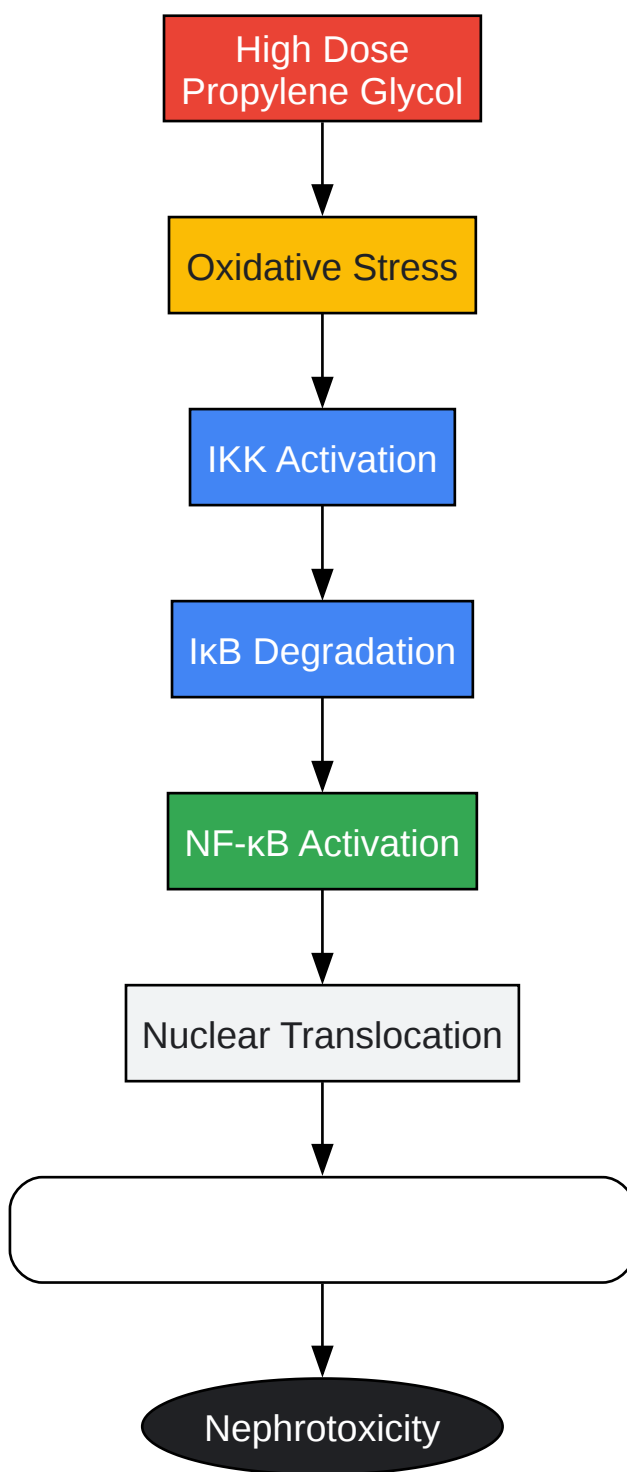 High Dose
Propylene Glycol
Oxidative Stress
IKK Activation
IκB Degradation
NF-κB Activation
Nuclear Translocation
Nephrotoxicity